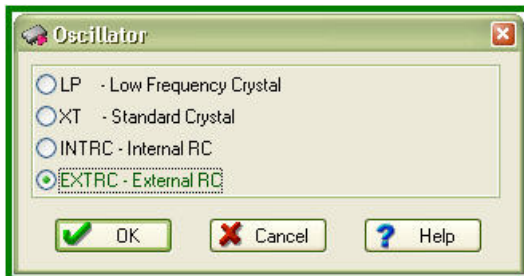 Oscillator
LP - Low Frequency Crystal
XT - Standard Crystal
INTRC - Internal RC
EXTRC - External RC
OK Cancel Help